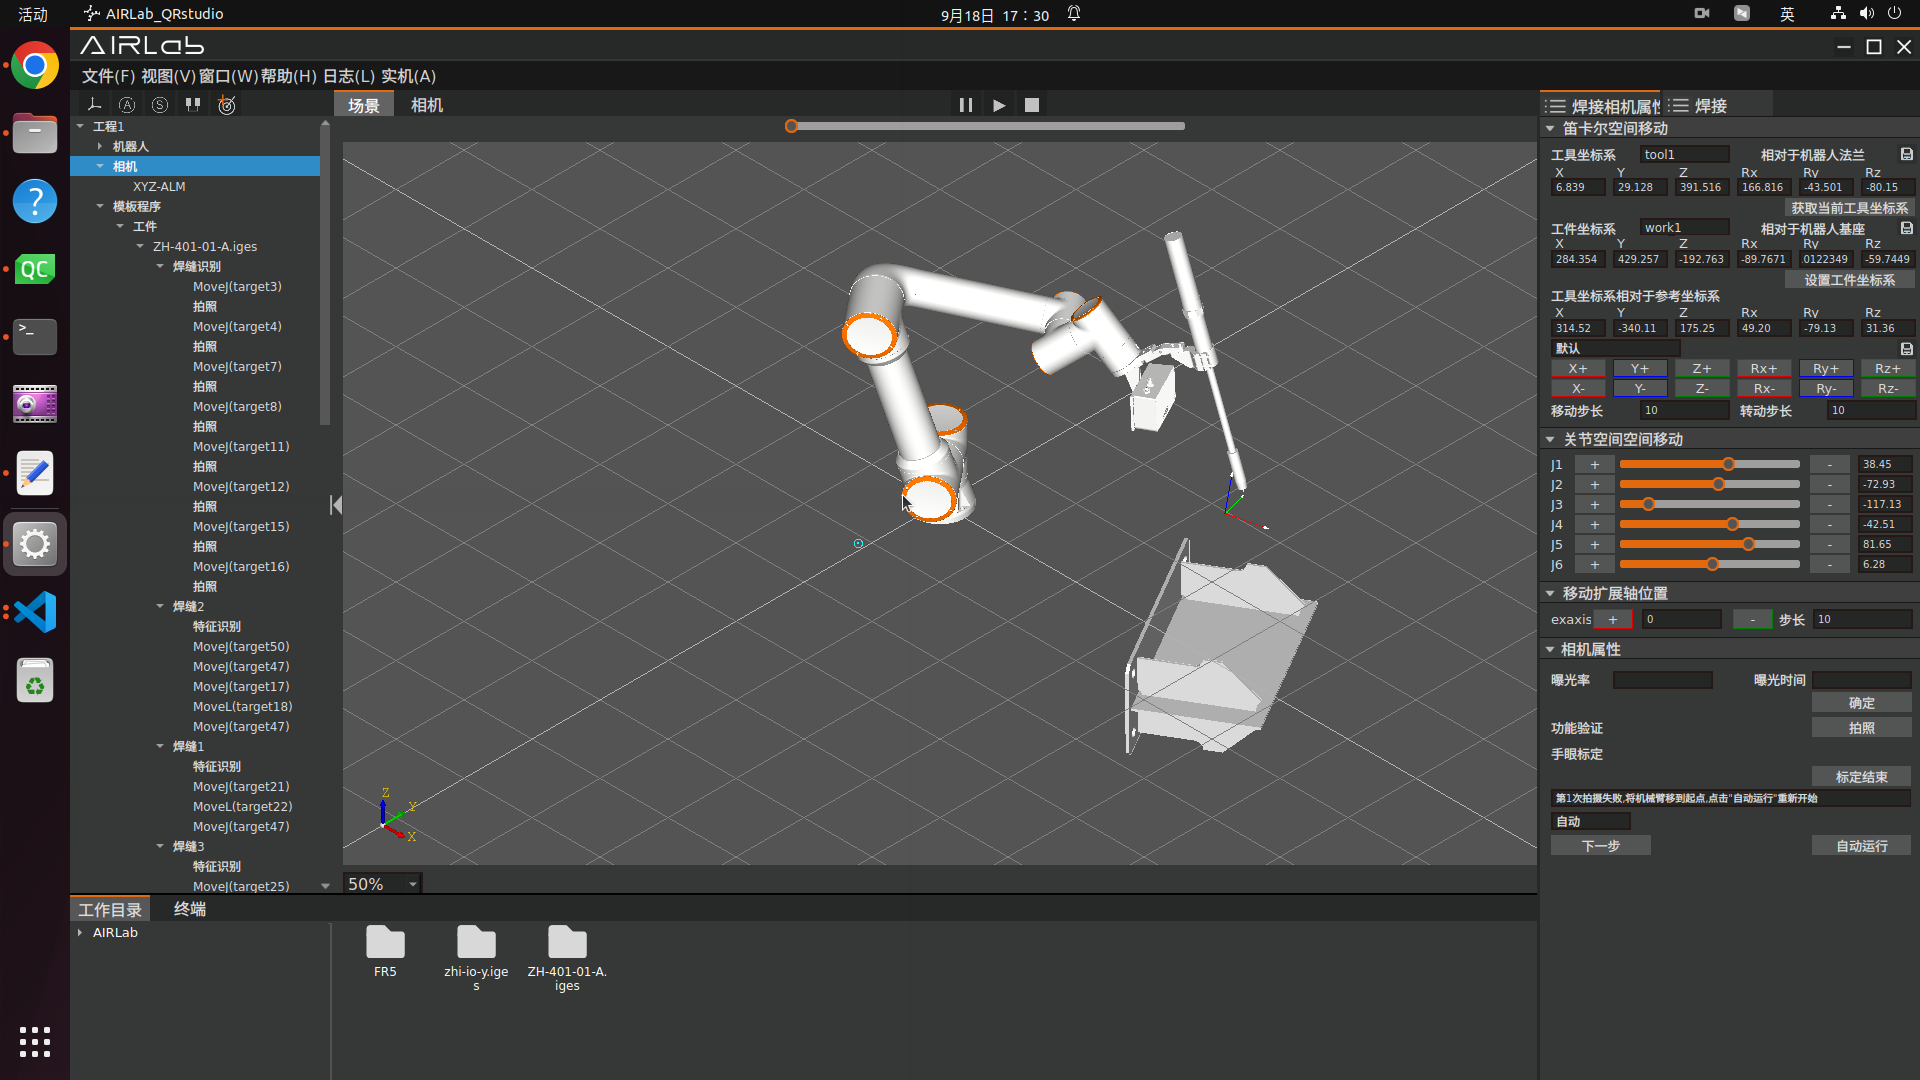 活动
AIRLab_QRstudio
9月18日 17：30
英
AIRLab
文件(F) 视图(V) 窗口(W) 帮助(H) 日志(L) 实机(A)
场景
相机
工程1
机器人
相机
XYZ-ALM
模板程序
工件
ZH-401-01-A.iges
焊缝识别
MoveJ(target3)
拍照
MoveJ(target4)
拍照
MoveJ(target7)
拍照
MoveJ(target8)
拍照
MoveJ(target11)
拍照
MoveJ(target12)
拍照
MoveJ(target15)
拍照
MoveJ(target16)
拍照
焊缝2
特征识别
MoveJ(target50)
MoveJ(target47)
MoveJ(target17)
MoveL(target18)
MoveJ(target47)
焊缝1
特征识别
MoveJ(target21)
MoveL(target22)
MoveJ(target47)
焊缝3
特征识别
MoveJ(target25)
Z
Y
X
50%
工作目录
终端
AIRLab
FR5
zhi-io-y.ige
s
ZH-401-01-A.
iges
焊接相机属性
焊接
笛卡尔空间移动
工具坐标系 tool1 相对于机器人法兰
X Y Z Rx Ry Rz
6.839 29.128 391.516 166.816 -43.501 -80.15
获取当前工具坐标系
工件坐标系 work1 相对于机器人基座
X Y Z Rx Ry Rz
284.354 429.257 -192.763 -89.7671 0122349 -59.7449
设置工件坐标系
工具坐标系相对于参考坐标系
X Y Z Rx Ry Rz
314.52 -340.11 175.25 49.20 -79.13 31.36
默认
X+ Y+ Z+ Rx+ Ry+ Rz+
X- Y- Z- Rx- Ry- Rz-
移动步长 10 转动步长 10
关节空间空间移动
J1 + - 38.45
J2 + - -72.93
J3 + - -117.13
J4 + - -42.51
J5 + - 81.65
J6 + - 6.28
移动扩展轴位置
exaxis + 0 - 步长 10
相机属性
曝光率 曝光时间
确定
功能验证 拍照
手眼标定
标定结束
第1次拍摄失败,将机械臂移到起点,点击"自动运行"重新开始
自动
下一步 自动运行